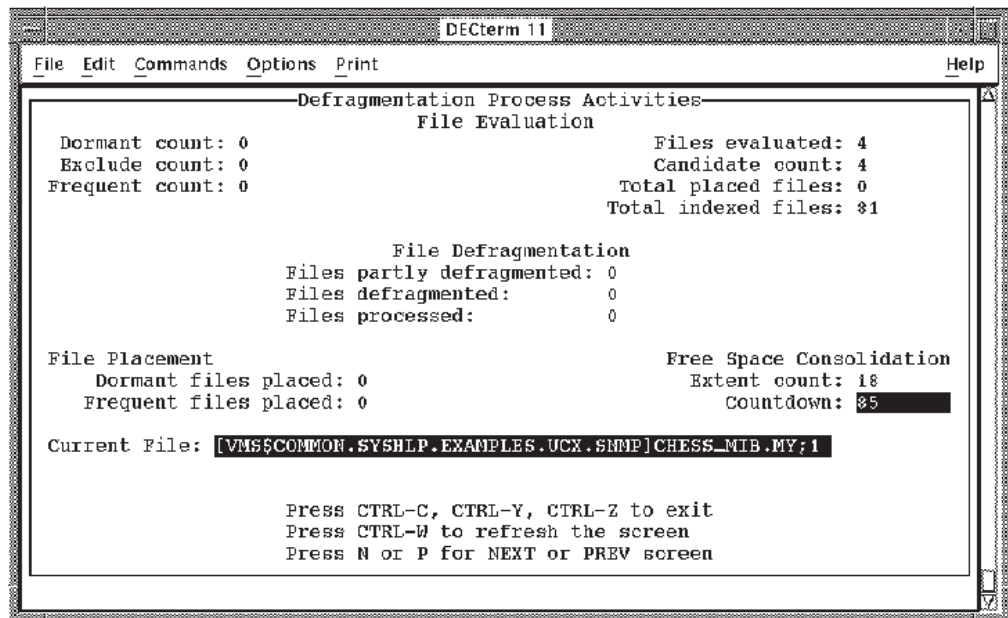 DECterm 11
File Edit Commands Options Print Help
Defragmentation Process Activities
File Evaluation
Dormant count: 0 Files evaluated: 4
Exclude count: 0 Candidate count: 4
Frequent count: 0 Total placed files: 0
Total indexed files: 81
File Defragmentation
Files partly defragmented: 0
Files defragmented: 0
Files processed: 0
File Placement Free Space Consolidation
Dormant files placed: 0 Extent count: 18
Frequent files placed: 0 Countdown: 85
Current File: [VMS$COMMON.SYSHLP.EXAMPLES.UCX.SNMP]CHESS_MIB.MY;1
Press CTRL-C, CTRL-Y, CTRL-Z to exit
Press CTRL-W to refresh the screen
Press N or P for NEXT or PREV screen